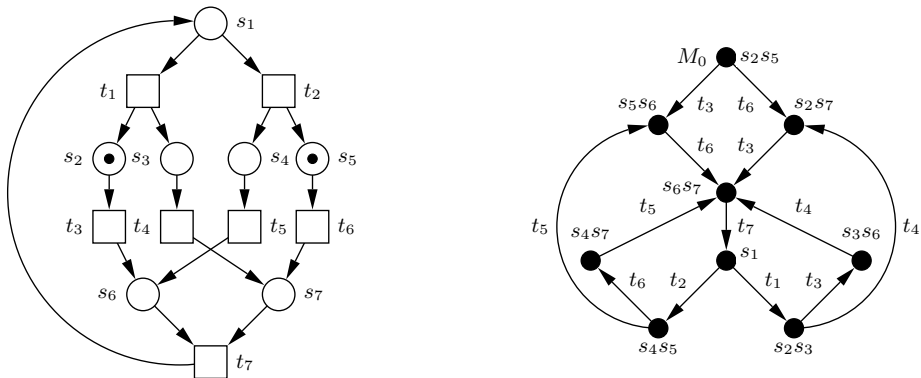 s1
t1 t2
s2 s3 s4 s5
t3 t4 t5 t6
s6 s7
t7
M0 s2s5
t3 t6
s5s6 s2s7
t6 t3
s6s7
t5 t4
t5 t7 t4
s4s7 s1 s3s6
t6 t2 t1 t3
s4s5 s2s3